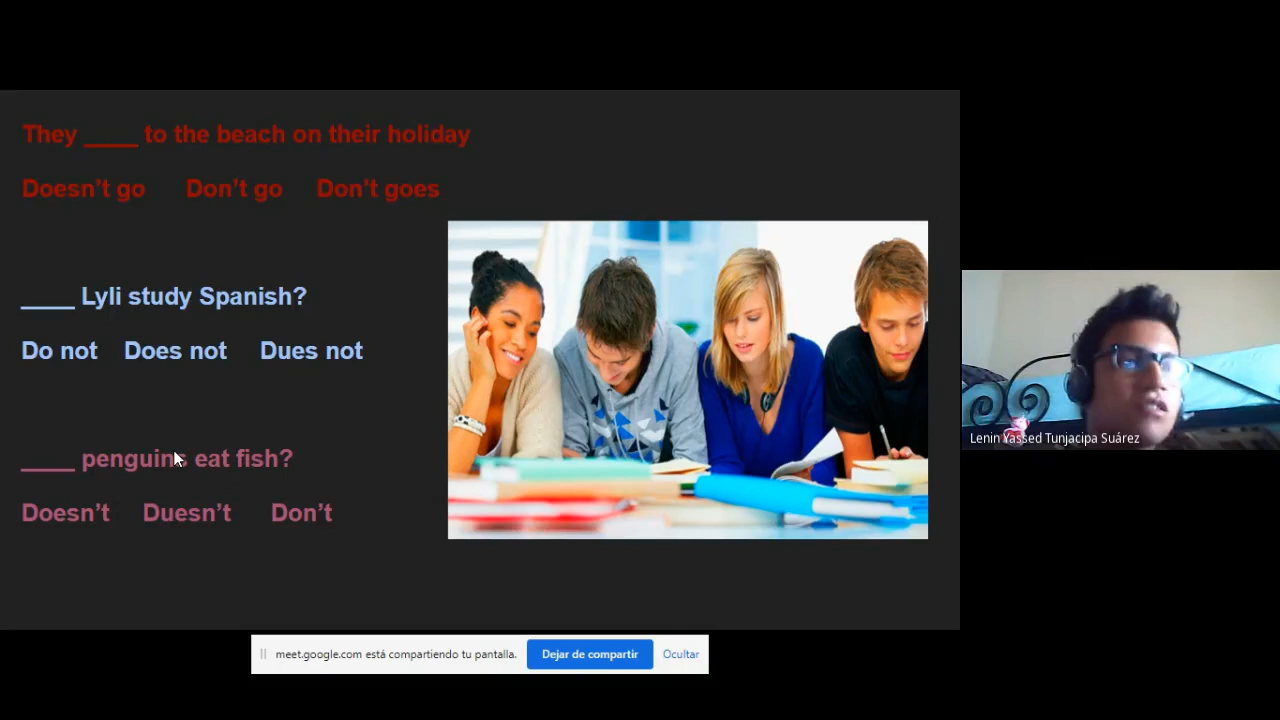 They ____ to the beach on their holiday
Doesn't go Don't go Don't goes
____ Lyli study Spanish?
Do not Does not Dues not
____ penguins eat fish?
Doesn't Duesn't Don't
Lenin Yassed Tunjacipa Suárez
meet.google.com está compartiendo tu pantalla. Dejar de compartir Ocultar